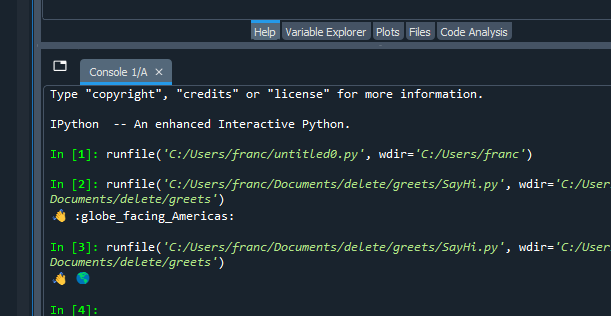 Help Variable Explorer Plots Files Code Analysis
Console 1/A ×
Type "copyright", "credits" or "license" for more information.
IPython -- An enhanced Interactive Python.
In [1]: runfile('C:/Users/franc/untitled0.py', wdir='C:/Users/franc')
In [2]: runfile('C:/Users/franc/Documents/delete/greets/SayHi.py', wdir='C:/User
Documents/delete/greets')
👋 :globe_facing_Americas:
In [3]: runfile('C:/Users/franc/Documents/delete/greets/SayHi.py', wdir='C:/User
Documents/delete/greets')
👋 🌎
In [4]: